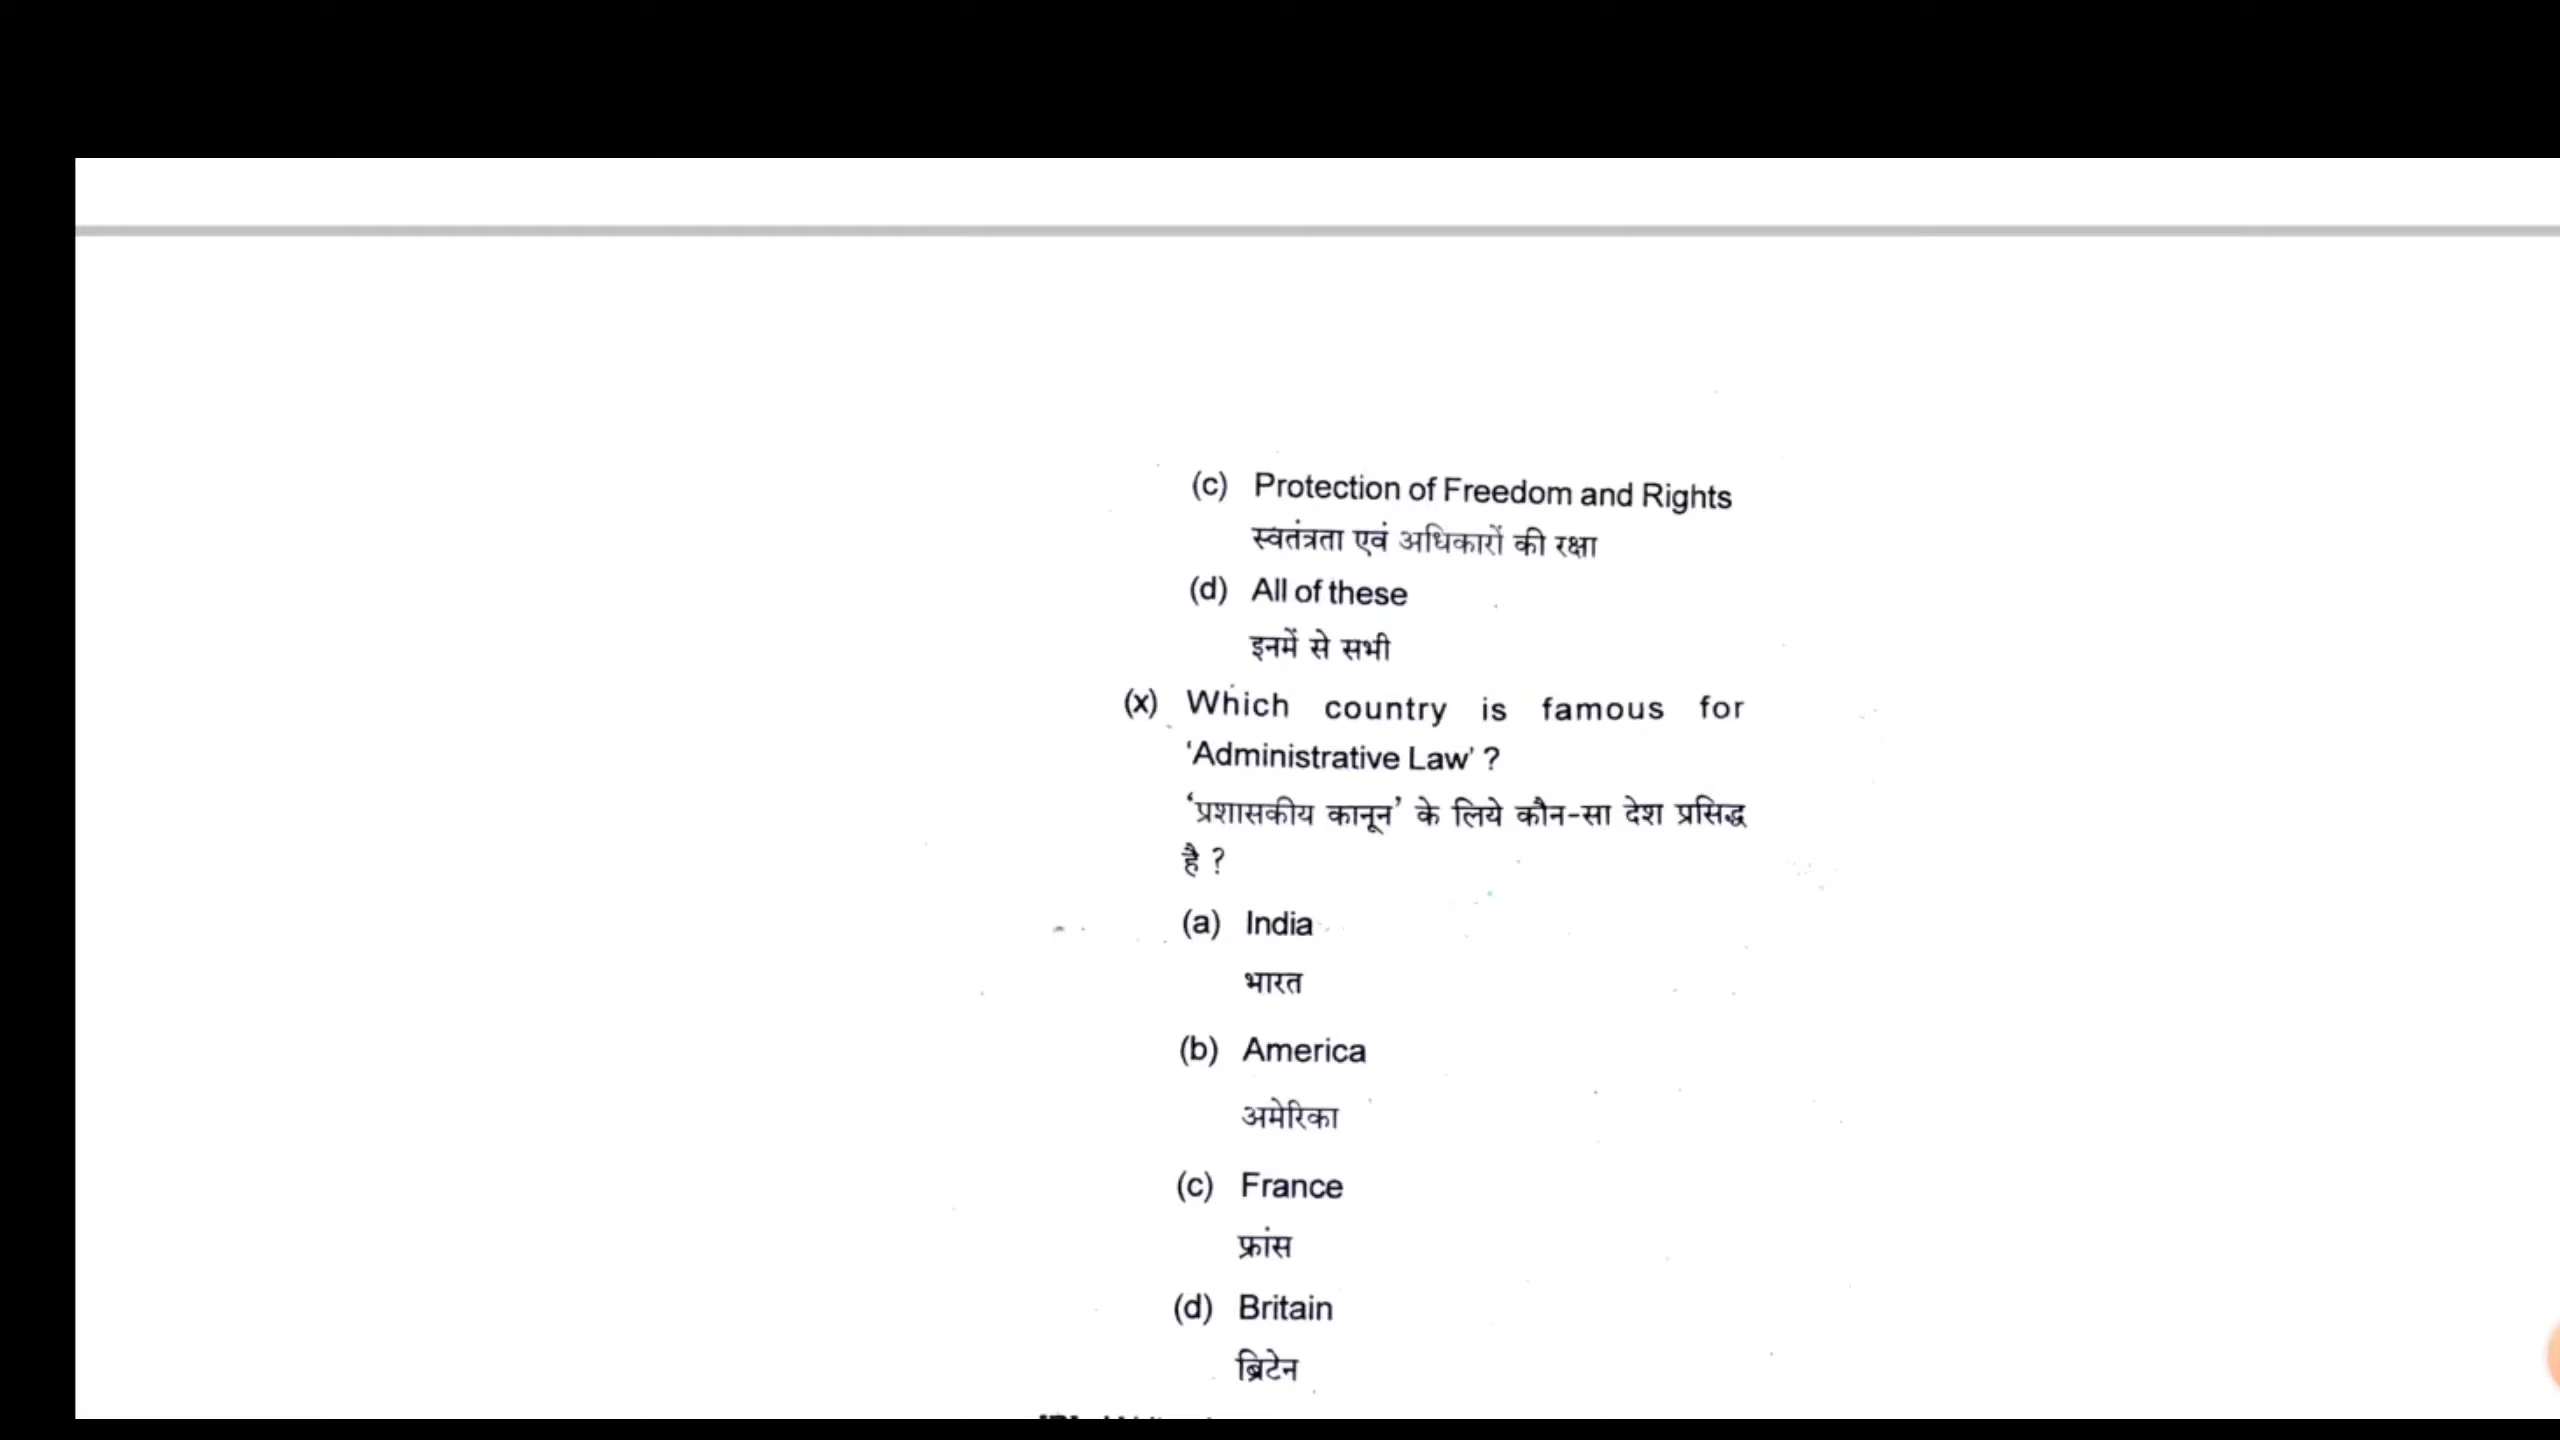 (c) Protection of Freedom and Rights
स्वतंत्रता एवं अधिकारों की रक्षा
(d) All of these
इनमें से सभी
(x) Which country is famous for
‘Administrative Law’ ?
‘प्रशासकीय कानून’ के लिये कौन-सा देश प्रसिद्ध
है ?
(a) India
भारत
(b) America
अमेरिका
(c) France
फ्रांस
(d) Britain
ब्रिटेन